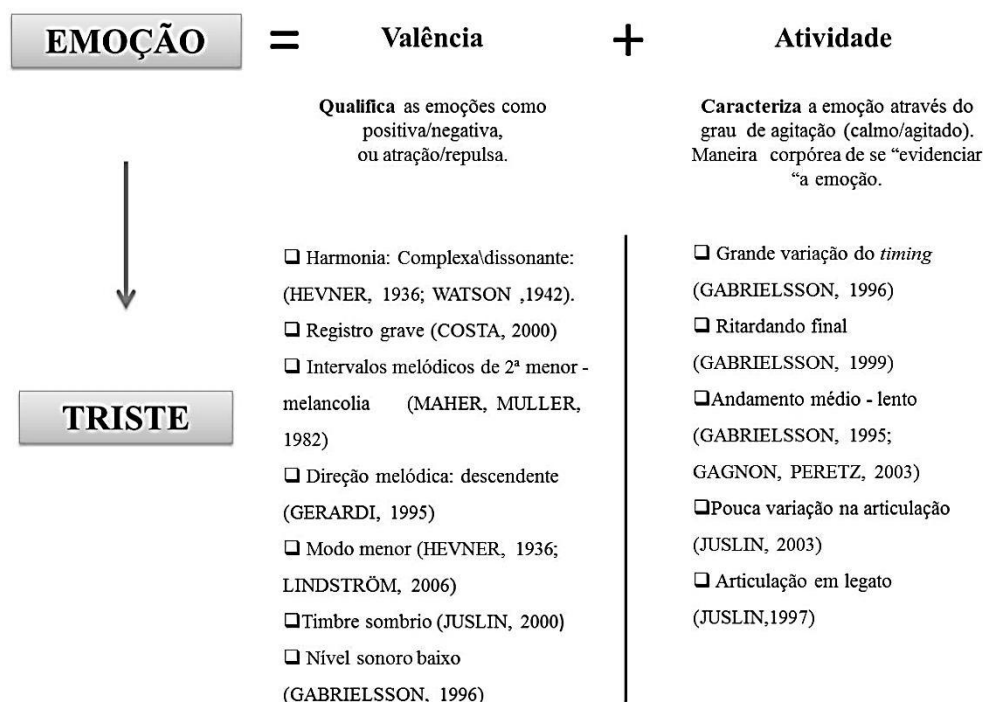 EMOÇÃO = Valência + Atividade
Qualifica as emoções como
positiva/negativa,
ou atração/repulsa.
Caracteriza a emoção através do
grau de agitação (calmo/agitado).
Maneira corpórea de se “evidenciar
“a emoção.
TRISTE
❑ Harmonia: Complexa\dissonante:
(HEVNER, 1936; WATSON ,1942).
❑ Registro grave (COSTA, 2000)
❑ Intervalos melódicos de 2ª menor -
melancolia (MAHER, MULLER,
1982)
❑ Direção melódica: descendente
(GERARDI, 1995)
❑ Modo menor (HEVNER, 1936;
LINDSTRÖM, 2006)
❑Timbre sombrio (JUSLIN, 2000)
❑ Nível sonoro baixo
(GABRIELSSON, 1996)
❑ Grande variação do timing
(GABRIELSSON, 1996)
❑ Ritardando final
(GABRIELSSON, 1999)
❑Andamento médio - lento
(GABRIELSSON, 1995;
GAGNON, PERETZ, 2003)
❑Pouca variação na articulação
(JUSLIN, 2003)
❑ Articulação em legato
(JUSLIN,1997)